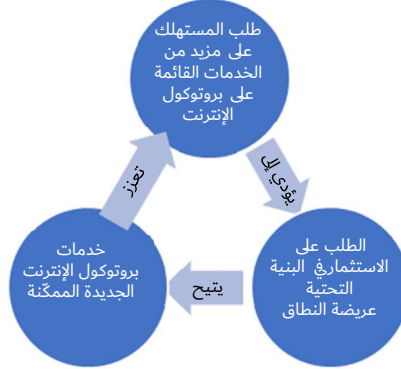 طلب المستهلك
على مزيد من
الخدمات القائمة
على بروتوكول
الإنترنت
يؤدي إلى
الطلب على
الاستثمار في البنية
التحتية
عريضة النطاق
يتيح
خدمات
بروتوكول الإنترنت
الجديدة الممكّنة
تعزز